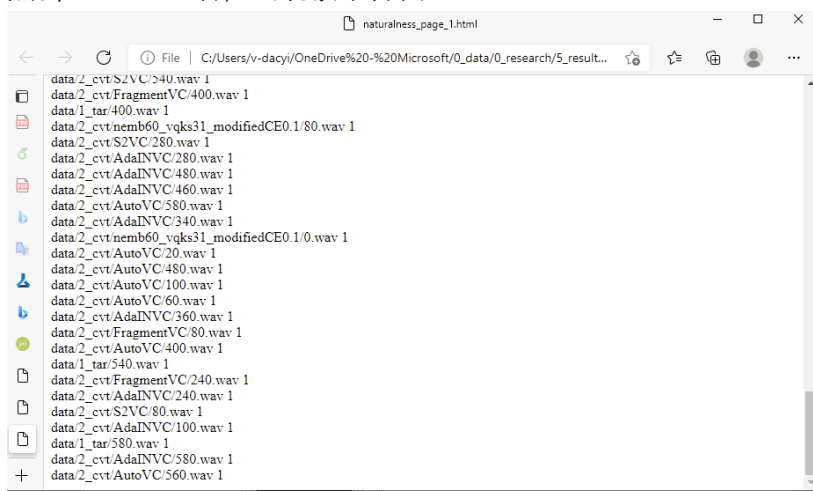 naturalness_page_1.html
File | C:/Users/v-dacyi/OneDrive%20-%20Microsoft/0_data/0_research/5_result...
data/2_cvt/S2VC/540.wav 1
data/2_cvt/FragmentVC/400.wav 1
data/1_tar/400.wav 1
data/2_cvt/nemb60_vqks31_modifiedCE0.1/80.wav 1
data/2_cvt/S2VC/280.wav 1
data/2_cvt/AdaINVC/280.wav 1
data/2_cvt/AdaINVC/480.wav 1
data/2_cvt/AdaINVC/460.wav 1
data/2_cvt/AutoVC/580.wav 1
data/2_cvt/AdaINVC/340.wav 1
data/2_cvt/nemb60_vqks31_modifiedCE0.1/0.wav 1
data/2_cvt/AutoVC/20.wav 1
data/2_cvt/AutoVC/480.wav 1
data/2_cvt/AutoVC/100.wav 1
data/2_cvt/AutoVC/60.wav 1
data/2_cvt/AdaINVC/360.wav 1
data/2_cvt/FragmentVC/80.wav 1
data/2_cvt/AutoVC/400.wav 1
data/1_tar/540.wav 1
data/2_cvt/FragmentVC/240.wav 1
data/2_cvt/AdaINVC/240.wav 1
data/2_cvt/S2VC/80.wav 1
data/2_cvt/AdaINVC/100.wav 1
data/1_tar/580.wav 1
data/2_cvt/AdaINVC/580.wav 1
data/2_cvt/AutoVC/560.wav 1